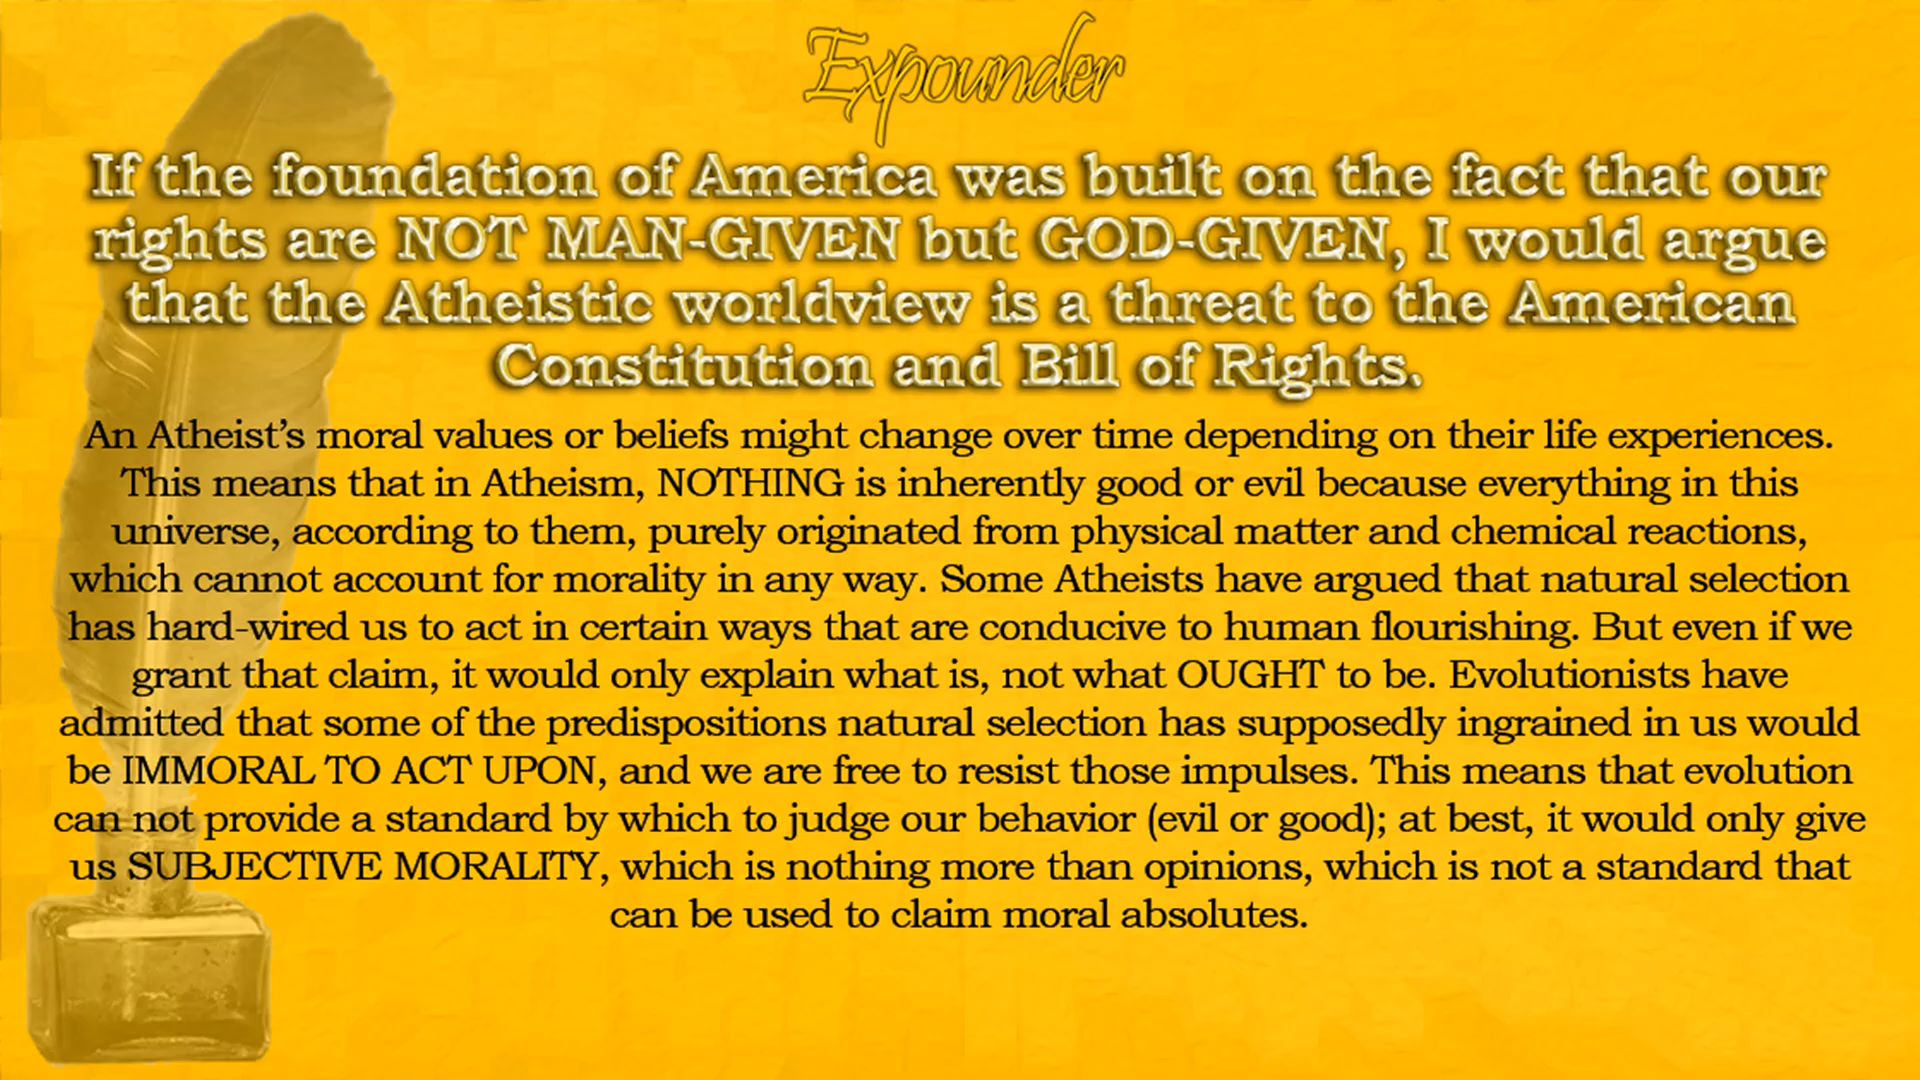 Expounder
If the foundation of America was built on the fact that our
rights are NOT MAN-GIVEN but GOD-GIVEN, I would argue
that the Atheistic worldview is a threat to the American
Constitution and Bill of Rights.
An Atheist's moral values or beliefs might change over time depending on their life experiences.
This means that in Atheism, NOTHING is inherently good or evil because everything in this
universe, according to them, purely originated from physical matter and chemical reactions,
which cannot account for morality in any way. Some Atheists have argued that natural selection
has hard-wired us to act in certain ways that are conducive to human flourishing. But even if we
grant that claim, it would only explain what is, not what OUGHT to be. Evolutionists have
admitted that some of the predispositions natural selection has supposedly ingrained in us would
be IMMORAL TO ACT UPON, and we are free to resist those impulses. This means that evolution
can not provide a standard by which to judge our behavior (evil or good); at best, it would only give
us SUBJECTIVE MORALITY, which is nothing more than opinions, which is not a standard that
can be used to claim moral absolutes.